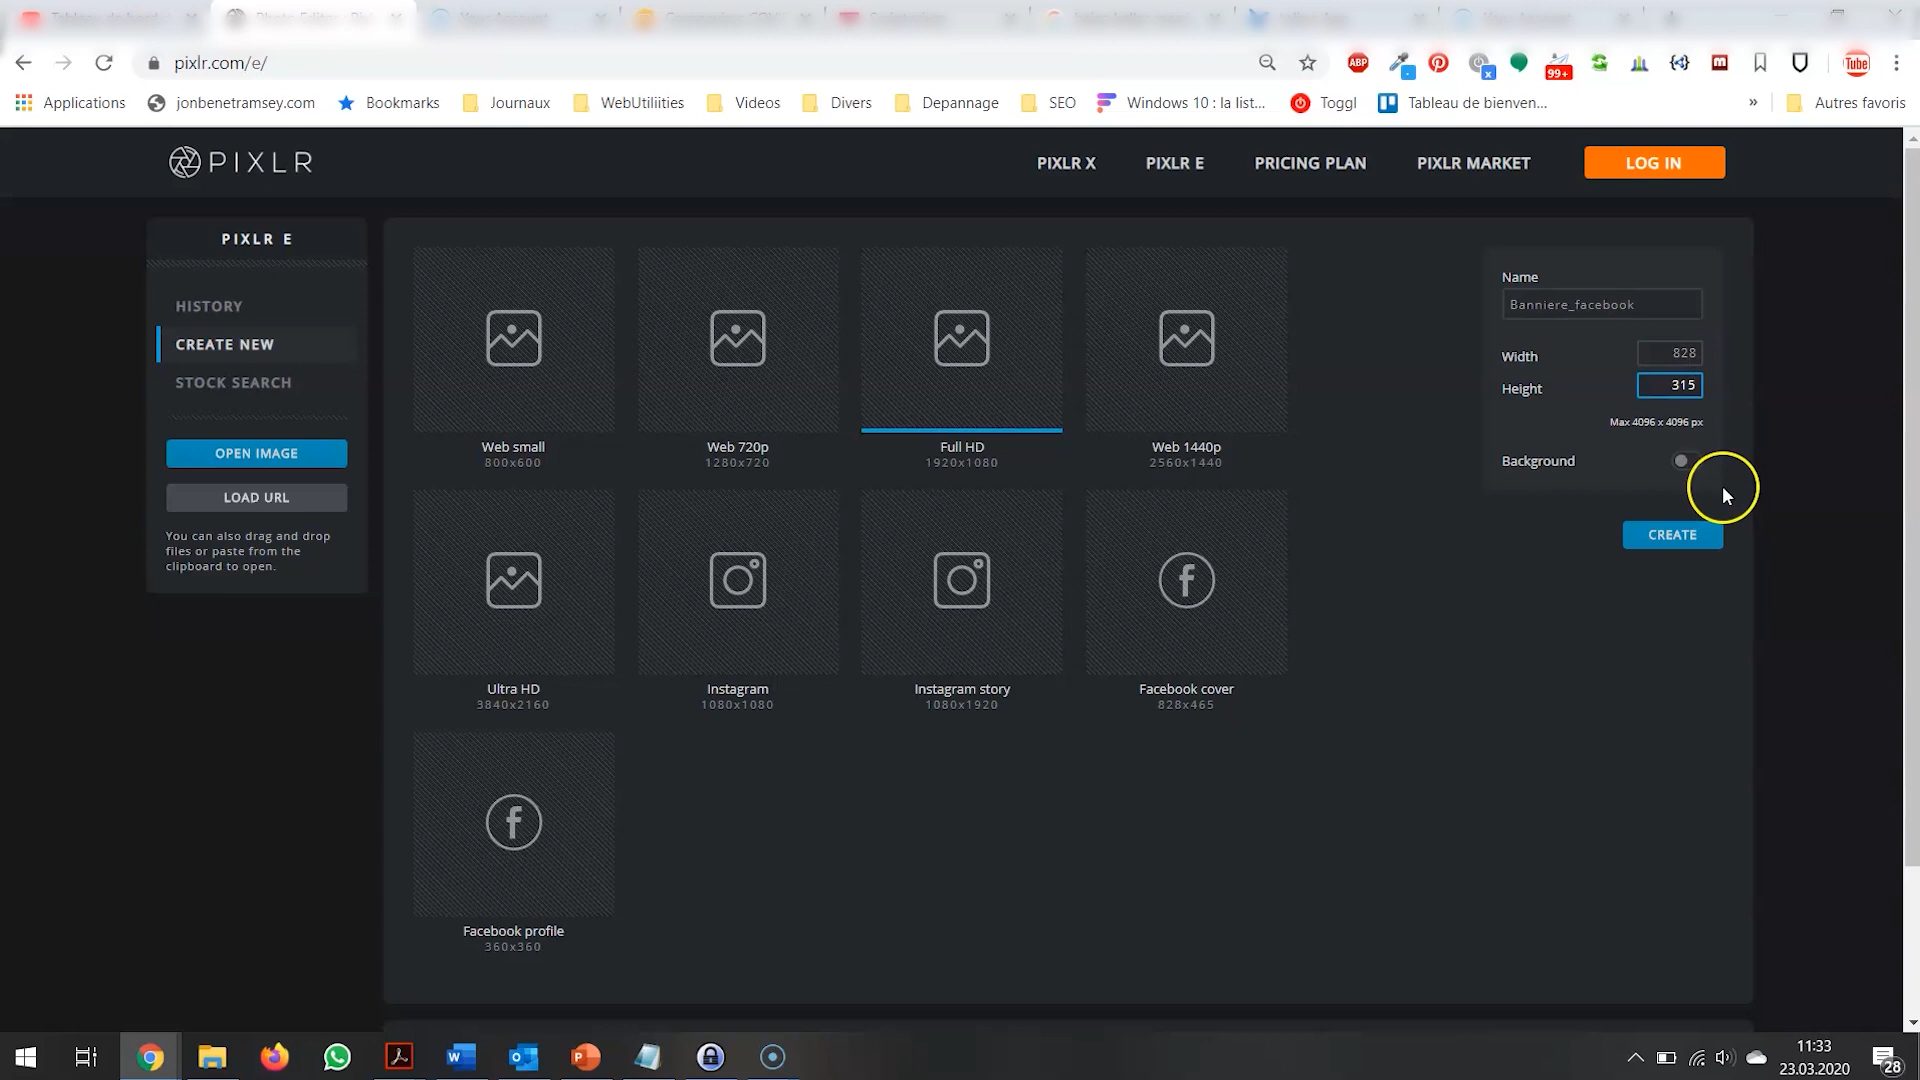 pixlr.com/e/
ABP
99+
m
Tube
Applications
jonbenetramsey.com
Bookmarks
Journaux
WebUtiliities
Videos
Divers
Depannage
SEO
Windows 10 : la list...
Toggl
Tableau de bienven...
»
Autres favoris
PIXLR
PIXLR X
PIXLR E
PRICING PLAN
PIXLR MARKET
LOG IN
PIXLR E
HISTORY
CREATE NEW
STOCK SEARCH
OPEN IMAGE
LOAD URL
You can also drag and drop
files or paste from the
clipboard to open.
Web small
800x600
Web 720p
1280x720
Full HD
1920x1080
Web 1440p
2560x1440
Ultra HD
3840x2160
Instagram
1080x1080
Instagram story
1080x1920
Facebook cover
828x465
Facebook profile
360x360
Name
Banniere_facebook
Width
828
Height
315
Max 4096 x 4096 px
Background
CREATE
11:33
23.03.2020
28